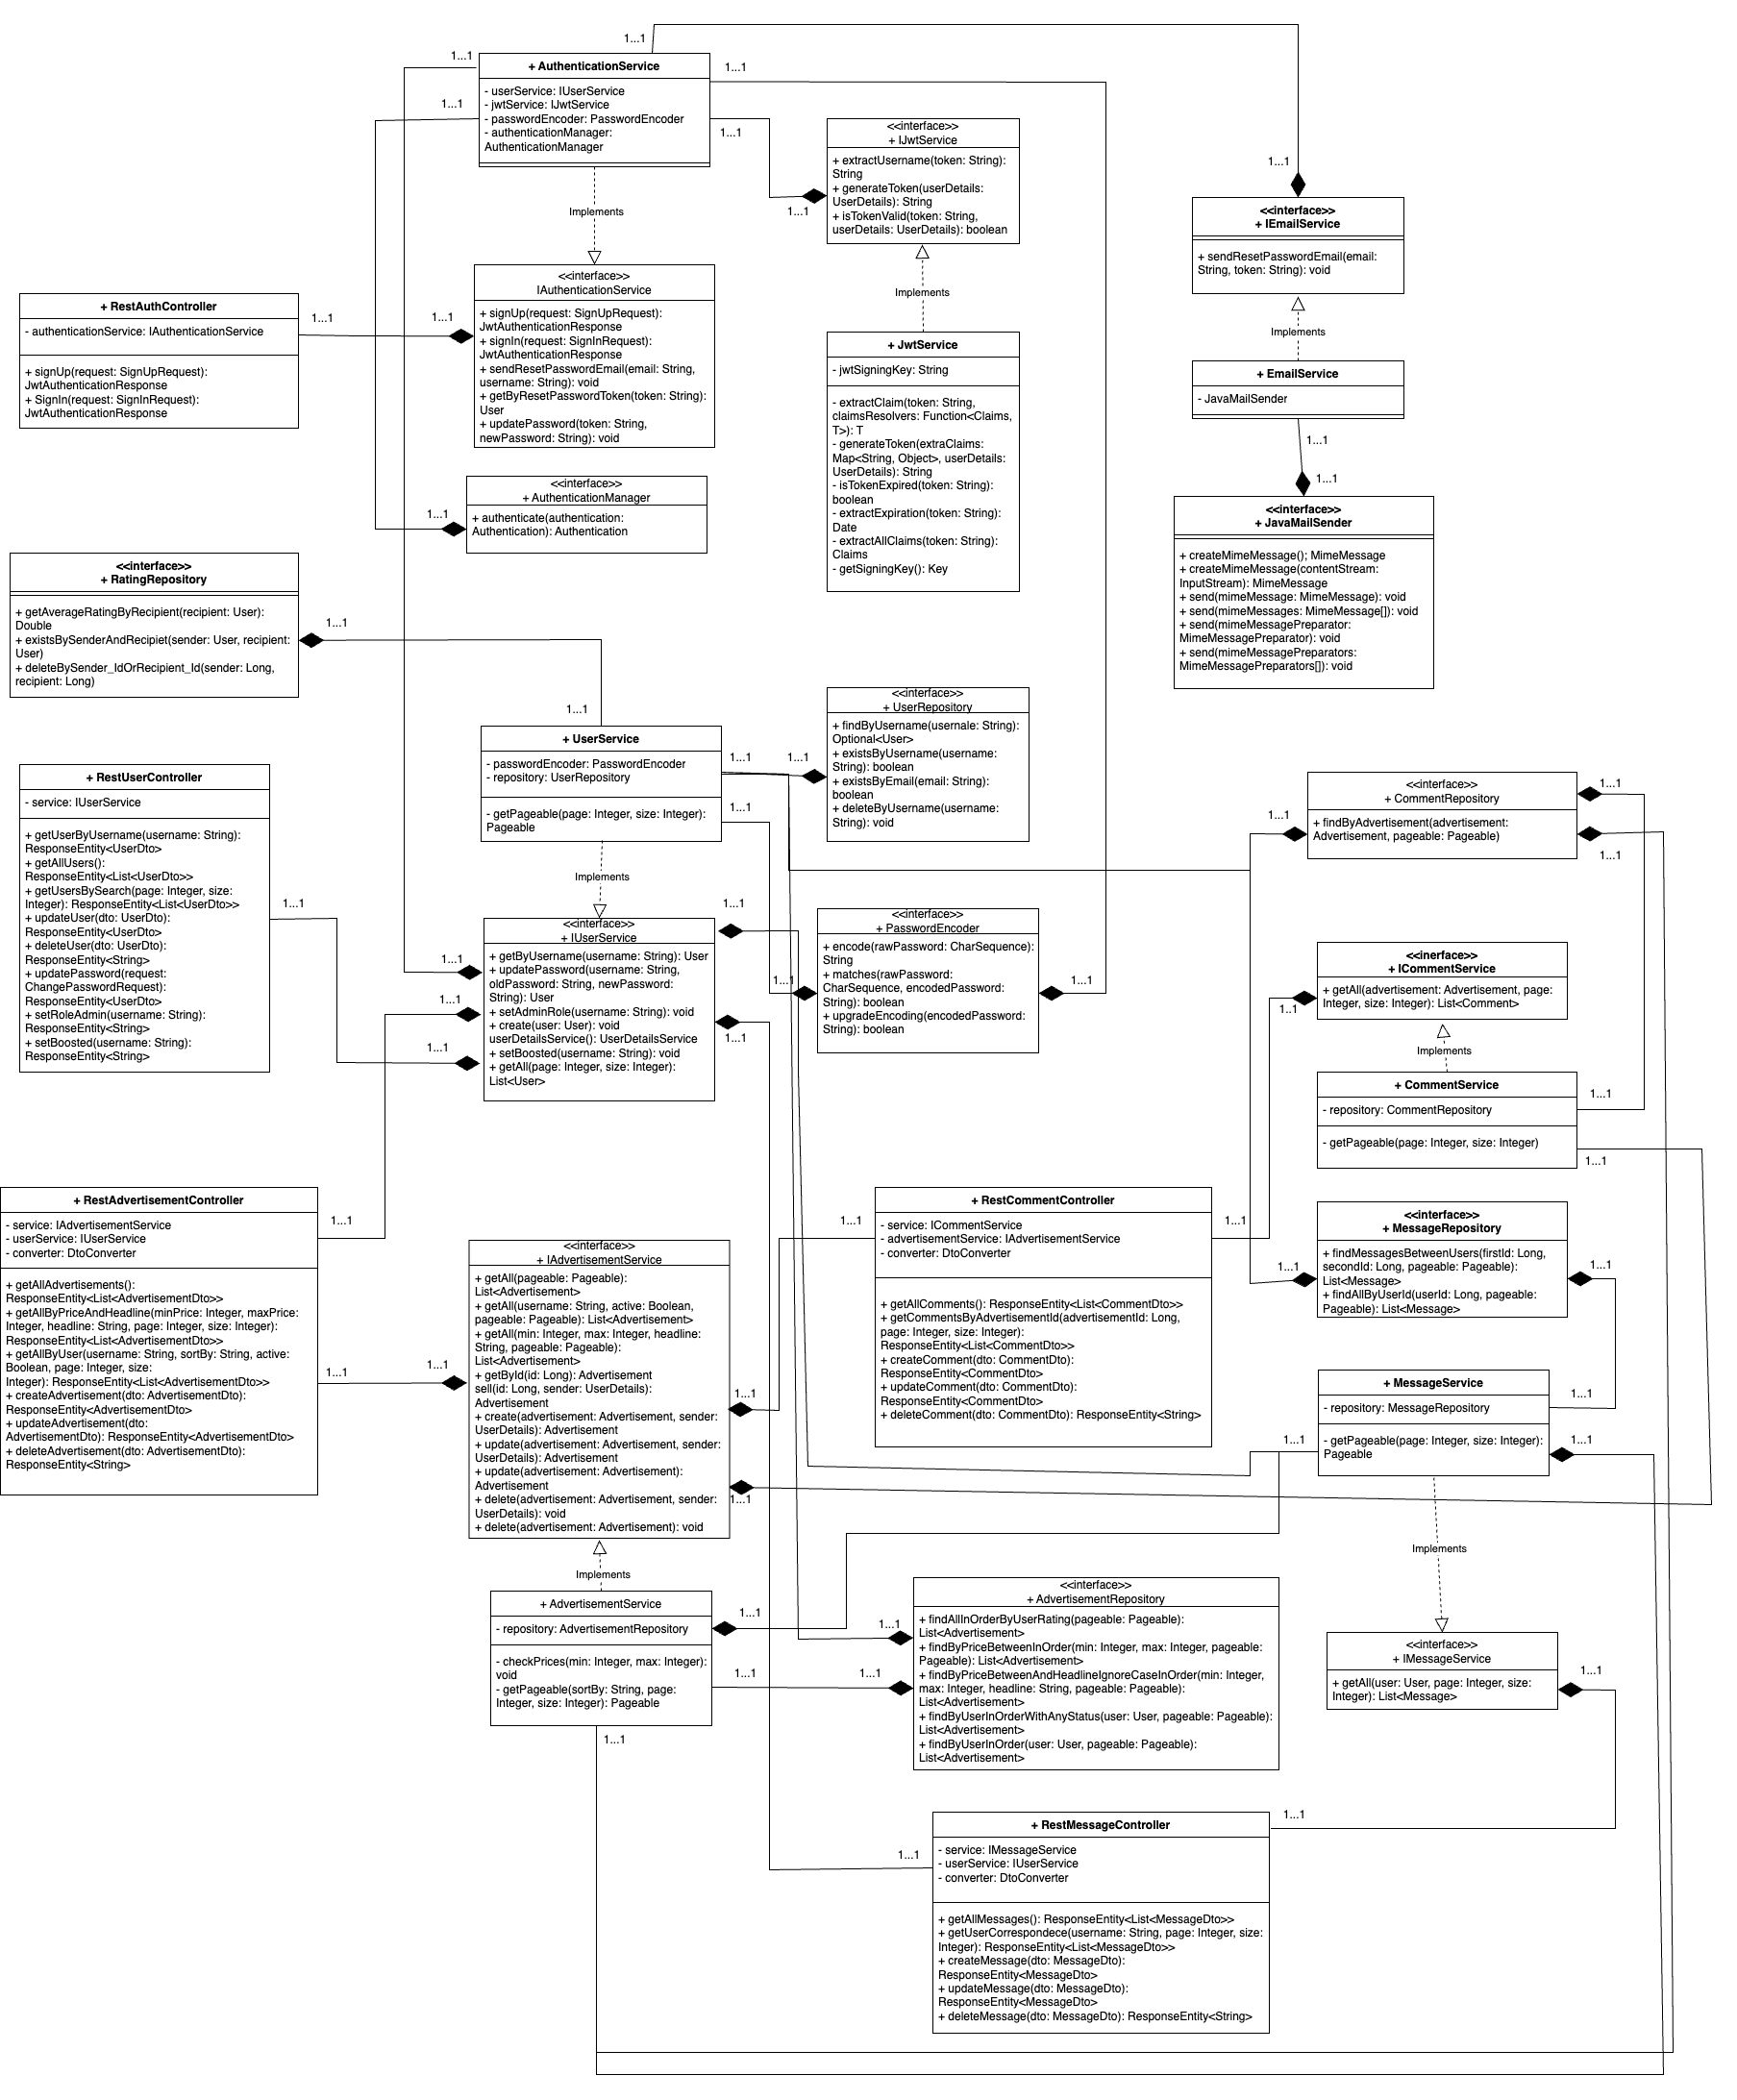 1...1
1...1
+ AuthenticationService
1...1
- userService: IUserService
- jwtService: IJwtService
- passwordEncoder: PasswordEncoder
- authenticationManager:
AuthenticationManager
1...1
1...1
Implements
<<interface>>
+ IJwtService
+ extractUsername(token: String):
String
+ generateToken(userDetails:
UserDetails): String
+ isTokenValid(token: String,
userDetails: UserDetails): boolean
1...1
Implements
1...1
<<interface>>
+ IEmailService
+ sendResetPasswordEmail(email:
String, token: String): void
Implements
+ EmailService
- JavaMailSender
1...1
1...1
<<interface>>
+ JavaMailSender
+ createMimeMessage(); MimeMessage
+ createMimeMessage(contentStream:
InputStream): MimeMessage
+ send(mimeMessage: MimeMessage): void
+ send(mimeMessages: MimeMessage[]): void
+ send(mimeMessagePreparator:
MimeMessagePreparator): void
+ send(mimeMessagePreparators:
MimeMessagePreparators[]): void
+ RestAuthController
- authenticationService: IAuthenticationService
+ signUp(request: SignUpRequest):
JwtAuthenticationResponse
+ SignIn(request: SignInRequest):
JwtAuthenticationResponse
1...1
1...1
<<interface>>
IAuthenticationService
+ signUp(request: SignUpRequest):
JwtAuthenticationResponse
+ signIn(request: SignInRequest):
JwtAuthenticationResponse
+ sendResetPasswordEmail(email: String,
username: String): void
+ getByResetPasswordToken(token: String):
User
+ updatePassword(token: String,
newPassword: String): void
+ JwtService
- jwtSigningKey: String
- extractClaim(token: String,
claimsResolvers: Function<Claims,
T>): T
- generateToken(extraClaims:
Map<String, Object>, userDetails:
UserDetails): String
- isTokenExpired(token: String):
boolean
- extractExpiration(token: String):
Date
- extractAllClaims(token: String):
Claims
- getSigningKey(): Key
<<interface>>
+ AuthenticationManager
+ authenticate(authentication:
Authentication): Authentication
1...1
<<interface>>
+ RatingRepository
+ getAverageRatingByRecipient(recipient: User):
Double
+ existsBySenderAndRecipiet(sender: User, recipient:
User)
+ deleteBySender_IdOrRecipient_Id(sender: Long,
recipient: Long)
1...1
1...1
+ UserService
- passwordEncoder: PasswordEncoder
- repository: UserRepository
- getPageable(page: Integer, size: Integer):
Pageable
1...1
1...1
1...1
Implements
<<interface>>
+ UserRepository
+ findByUsername(usernale: String):
Optional<User>
+ existsByUsername(username:
String): boolean
+ existsByEmail(email: String):
boolean
+ deleteByUsername(username:
String): void
+ RestUserController
- service: IUserService
+ getUserByUsername(username: String):
ResponseEntity<UserDto>
+ getAllUsers():
ResponseEntity<List<UserDto>>
+ getUsersBySearch(page: Integer, size:
Integer): ResponseEntity<List<UserDto>>
+ updateUser(dto: UserDto):
ResponseEntity<UserDto>
+ deleteUser(dto: UserDto):
ResponseEntity<String>
+ updatePassword(request:
ChangePasswordRequest):
ResponseEntity<UserDto>
+ setRoleAdmin(username: String):
ResponseEntity<String>
+ setBoosted(username: String):
ResponseEntity<String>
1...1
<<interface>>
+ IUserService
+ getByUsername(username: String): User
+ updatePassword(username: String,
oldPassword: String, newPassword:
String): User
+ setAdminRole(username: String): void
+ create(user: User): void
userDetailsService(): UserDetailsService
+ setBoosted(username: String): void
+ getAll(page: Integer, size: Integer):
List<User>
1...1
1...1
1...1
1...1
1...1
<<interface>>
+ PasswordEncoder
+ encode(rawPassword: CharSequence):
String
+ matches(rawPassword:
CharSequence, encodedPassword:
String): boolean
+ upgradeEncoding(encodedPassword:
String): boolean
1...1
1...1
<<interface>>
+ CommentRepository
+ findByAdvertisement(advertisement:
Advertisement, pageable: Pageable)
1...1
1...1
1...1
<<inerface>>
+ ICommentService
+ getAll(advertisement: Advertisement, page:
Integer, size: Integer): List<Comment>
1..1
Implements
+ CommentService
- repository: CommentRepository
- getPageable(page: Integer, size: Integer)
1...1
1...1
+ RestAdvertisementController
- service: IAdvertisementService
- userService: IUserService
- converter: DtoConverter
+ getAllAdvertisements():
ResponseEntity<List<AdvertisementDto>>
+ getAllByPriceAndHeadline(minPrice: Integer, maxPrice:
Integer, headline: String, page: Integer, size: Integer):
ResponseEntity<List<AdvertisementDto>>
+ getAllByUser(username: String, sortBy: String, active:
Boolean, page: Integer, size:
Integer): ResponseEntity<List<AdvertisementDto>>
+ createAdvertisement(dto: AdvertisementDto):
ResponseEntity<AdvertisementDto>
+ updateAdvertisement(dto:
AdvertisementDto): ResponseEntity<AdvertisementDto>
+ deleteAdvertisement(dto: AdvertisementDto):
ResponseEntity<String>
1...1
1...1
1...1
<<interface>>
+ IAdvertisementService
+ getAll(pageable: Pageable):
List<Advertisement>
+ getAll(username: String, active: Boolean,
pageable: Pageable): List<Advertisement>
+ getAll(min: Integer, max: Integer, headline:
String, pageable: Pageable):
List<Advertisement>
+ getById(id: Long): Advertisement
sell(id: Long, sender: UserDetails):
Advertisement
+ create(advertisement: Advertisement, sender:
UserDetails): Advertisement
+ update(advertisement: Advertisement, sender:
UserDetails): Advertisement
+ update(advertisement: Advertisement):
Advertisement
+ delete(advertisement: Advertisement, sender:
UserDetails): void
+ delete(advertisement: Advertisement): void
1...1
1...1
Implements
+ RestCommentController
- service: ICommentService
- advertisementService: IAdvertisementService
- converter: DtoConverter
+ getAllComments(): ResponseEntity<List<CommentDto>>
+ getCommentsByAdvertisementId(advertisementId: Long,
page: Integer, size: Integer):
ResponseEntity<List<CommentDto>>
+ createComment(dto: CommentDto):
ResponseEntity<CommentDto>
+ updateComment(dto: CommentDto):
ResponseEntity<CommentDto>
+ deleteComment(dto: CommentDto): ResponseEntity<String>
1...1
1...1
<<interface>>
+ MessageRepository
+ findMessagesBetweenUsers(firstId: Long,
secondId: Long, pageable: Pageable):
List<Message>
+ findAllByUserId(userId: Long, pageable:
Pageable): List<Message>
1...1
1...1
+ MessageService
- repository: MessageRepository
- getPageable(page: Integer, size: Integer):
Pageable
1...1
1...1
1...1
Implements
+ AdvertisementService
- repository: AdvertisementRepository
- checkPrices(min: Integer, max: Integer):
void
- getPageable(sortBy: String, page:
Integer, size: Integer): Pageable
1...1
1...1
1...1
1...1
1...1
<<interface>>
+ AdvertisementRepository
+ findAllInOrderByUserRating(pageable: Pageable):
List<Advertisement>
+ findByPriceBetweenInOrder(min: Integer, max: Integer, pageable:
Pageable): List<Advertisement>
+ findByPriceBetweenAndHeadlineIgnoreCaseInOrder(min: Integer,
max: Integer, headline: String, pageable: Pageable):
List<Advertisement>
+ findByUserInOrderWithAnyStatus(user: User, pageable: Pageable):
List<Advertisement>
+ findByUserInOrder(user: User, pageable: Pageable):
List<Advertisement>
<<interface>>
+ IMessageService
+ getAll(user: User, page: Integer, size:
Integer): List<Message>
1...1
1...1
1...1
+ RestMessageController
- service: IMessageService
- userService: IUserService
- converter: DtoConverter
+ getAllMessages(): ResponseEntity<List<MessageDto>>
+ getUserCorrespondece(username: String, page: Integer, size:
Integer): ResponseEntity<List<MessageDto>>
+ createMessage(dto: MessageDto):
ResponseEntity<MessageDto>
+ updateMessage(dto: MessageDto):
ResponseEntity<MessageDto>
+ deleteMessage(dto: MessageDto): ResponseEntity<String>